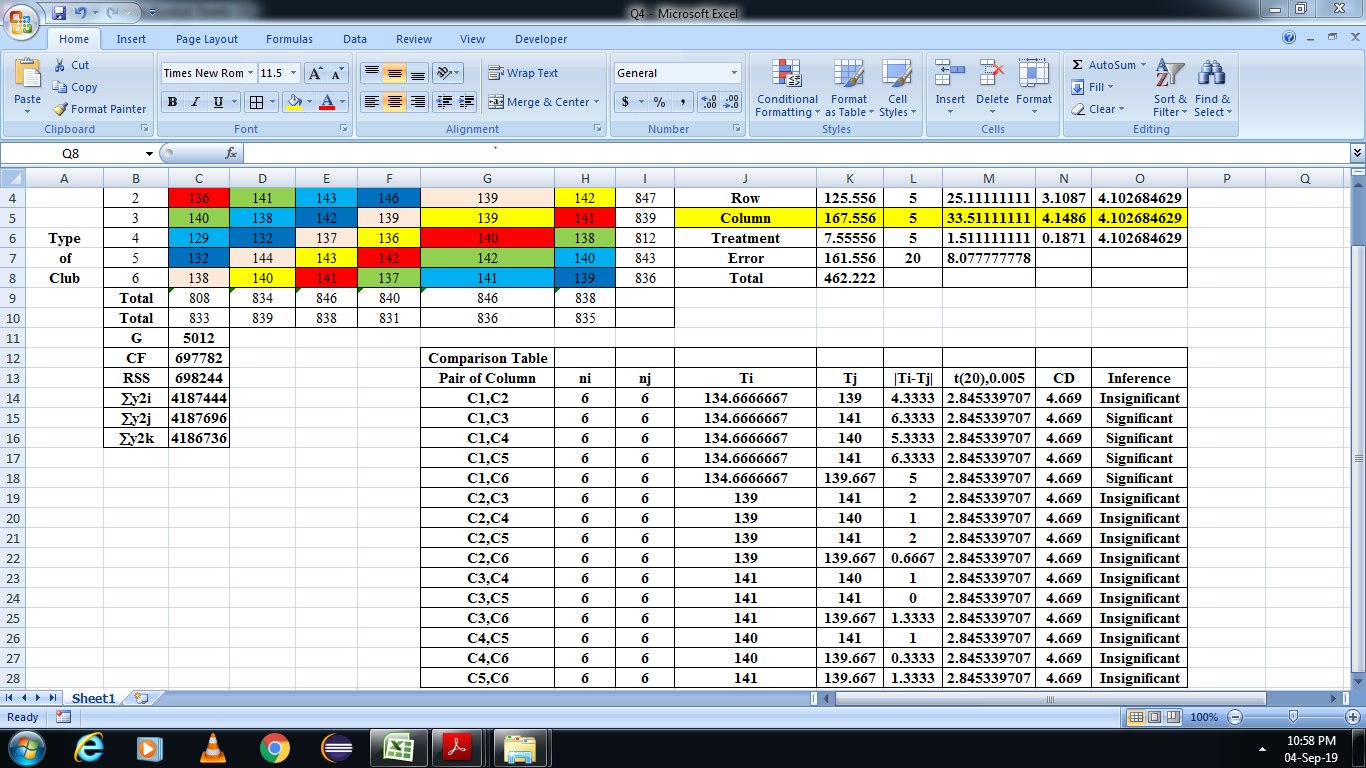 Q4 - Microsoft Excel
Home Insert Page Layout Formulas Data Review View Developer
Paste Cut Copy Format Painter
Times New Rom 11.5 A A
B I U A
Wrap Text
Merge & Center
General
$ % , .00 .0
Conditional Formatting Format as Table Cell Styles
Insert Delete Format
Σ AutoSum Fill Clear
Sort & Filter Find & Select
Clipboard Font Alignment Number Styles Cells Editing
Q8 fx
A B C D E F G H I J K L M N O P Q
4 2 136 141 143 146 139 142 847 Row 125.556 5 25.11111111 3.1087 4.102684629
5 3 140 138 142 139 139 141 839 Column 167.556 5 33.51111111 4.1486 4.102684629
6 Type 4 129 132 137 136 140 138 812 Treatment 7.55556 5 1.511111111 0.1871 4.102684629
7 of 5 132 144 143 142 142 140 843 Error 161.556 20 8.077777778
8 Club 6 138 140 141 137 141 139 836 Total 462.222
9 Total 808 834 846 840 846 838
10 Total 833 839 838 831 836 835
11 G 5012
12 CF 697782 Comparison Table
13 RSS 698244 Pair of Column ni nj Ti Tj |Ti-Tj| t(20),0.005 CD Inference
14 ∑y2i 4187444 C1,C2 6 6 134.6666667 139 4.3333 2.845339707 4.669 Insignificant
15 ∑y2j 4187696 C1,C3 6 6 134.6666667 141 6.3333 2.845339707 4.669 Significant
16 ∑y2k 4186736 C1,C4 6 6 134.6666667 140 5.3333 2.845339707 4.669 Significant
17 C1,C5 6 6 134.6666667 141 6.3333 2.845339707 4.669 Significant
18 C1,C6 6 6 134.6666667 139.667 5 2.845339707 4.669 Significant
19 C2,C3 6 6 139 141 2 2.845339707 4.669 Insignificant
20 C2,C4 6 6 139 140 1 2.845339707 4.669 Insignificant
21 C2,C5 6 6 139 141 2 2.845339707 4.669 Insignificant
22 C2,C6 6 6 139 139.667 0.6667 2.845339707 4.669 Insignificant
23 C3,C4 6 6 141 140 1 2.845339707 4.669 Insignificant
24 C3,C5 6 6 141 141 0 2.845339707 4.669 Insignificant
25 C3,C6 6 6 141 139.667 1.3333 2.845339707 4.669 Insignificant
26 C4,C5 6 6 140 141 1 2.845339707 4.669 Insignificant
27 C4,C6 6 6 140 139.667 0.3333 2.845339707 4.669 Insignificant
28 C5,C6 6 6 141 139.667 1.3333 2.845339707 4.669 Insignificant
Sheet1
Ready 100%
10:58 PM
04-Sep-19